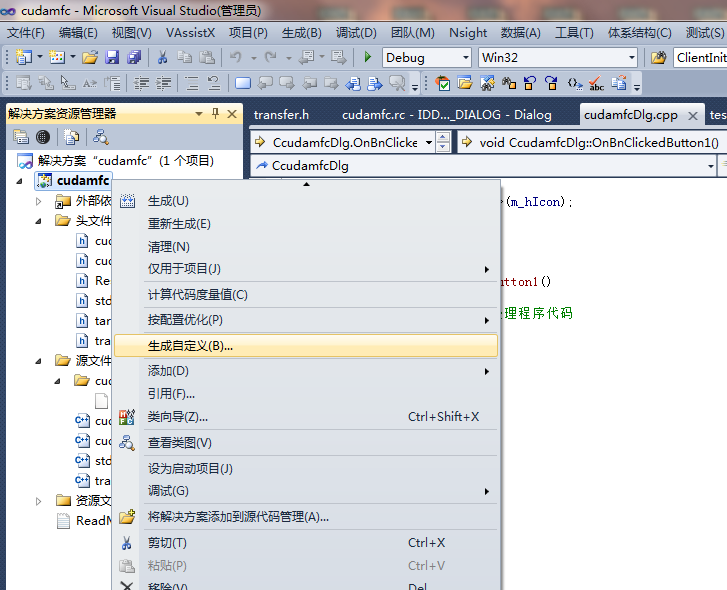 cudamfc - Microsoft Visual Studio(管理员)
文件(F) 编辑(E) 视图(V) VAssistX 项目(P) 生成(B) 调试(D) 团队(M) Nsight 数据(A) 工具(T) 体系结构(C) 测试(S)
Debug Win32 ClientInit
解决方案资源管理器
transfer.h cudamfc.rc - IDD..._DIALOG - Dialog cudamfcDlg.cpp tes
CcudamfcDlg.OnBnClicke void CcudamfcDlg::OnBnClickedButton1()
CcudamfcDlg
解决方案“cudamfc”(1 个项目)
cudamfc
外部依
头文件
cud
cud
Re
std
tar
tra
源文件
cud
cud
cud
std
tra
资源文
ReadM
生成(U)
重新生成(E)
清理(N)
仅用于项目(J)
计算代码度量值(C)
按配置优化(P)
生成自定义(B)...
添加(D)
引用(F)...
类向导(Z)... Ctrl+Shift+X
查看类图(V)
设为启动项目(J)
调试(G)
将解决方案添加到源代码管理(A)...
剪切(T) Ctrl+X
粘贴(P) Ctrl+V
移除(V) Del
(m_hIcon);
utton1()
理程序代码